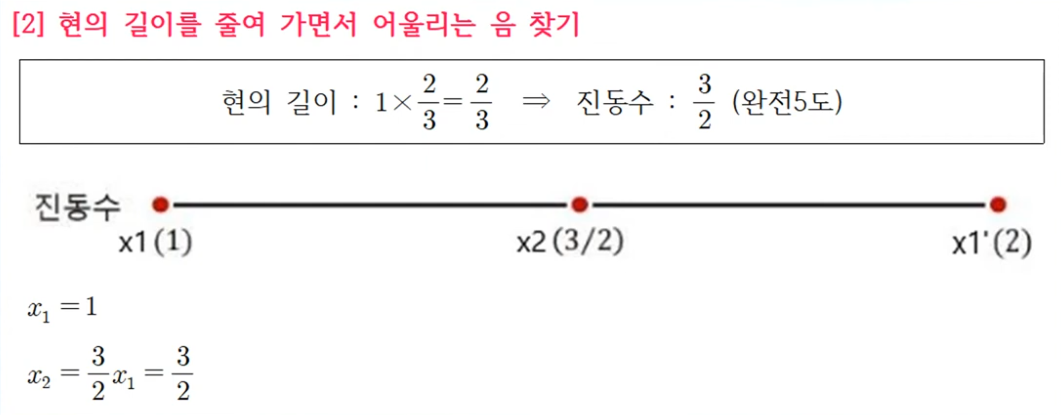 [2] 현의 길이를 줄여 가면서 어울리는 음 찾기
현의 길이 : 1×2/3=2/3 ⇒ 진동수 : 3/2 (완전5도)
진동수
x1(1) x2(3/2) x1'(2)
x₁=1
x₂=3/2x₁=3/2